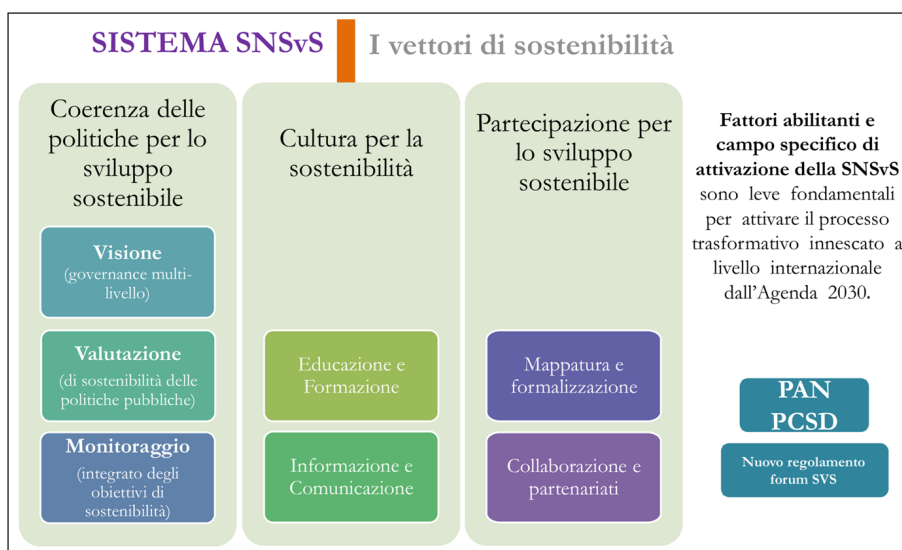 SISTEMA SNSvS
I vettori di sostenibilità
Coerenza delle
politiche per lo
sviluppo
sostenibile
Visione
(governance multi-
livello)
Valutazione
(di sostenibilità delle
politiche pubbliche)
Monitoraggio
(integrato degli
obiettivi di
sostenibilità)
Cultura per la
sostenibilità
Educazione e
Formazione
Informazione e
Comunicazione
Partecipazione per
lo sviluppo
sostenibile
Mappatura e
formalizzazione
Collaborazione e
partenariati
Fattori abilitanti e
campo specifico di
attivazione della SNSvS
sono leve fondamentali
per attivare il processo
trasformativo innescato a
livello internazionale
dall'Agenda 2030.
PAN
PCSD
Nuovo regolamento
forum SVS